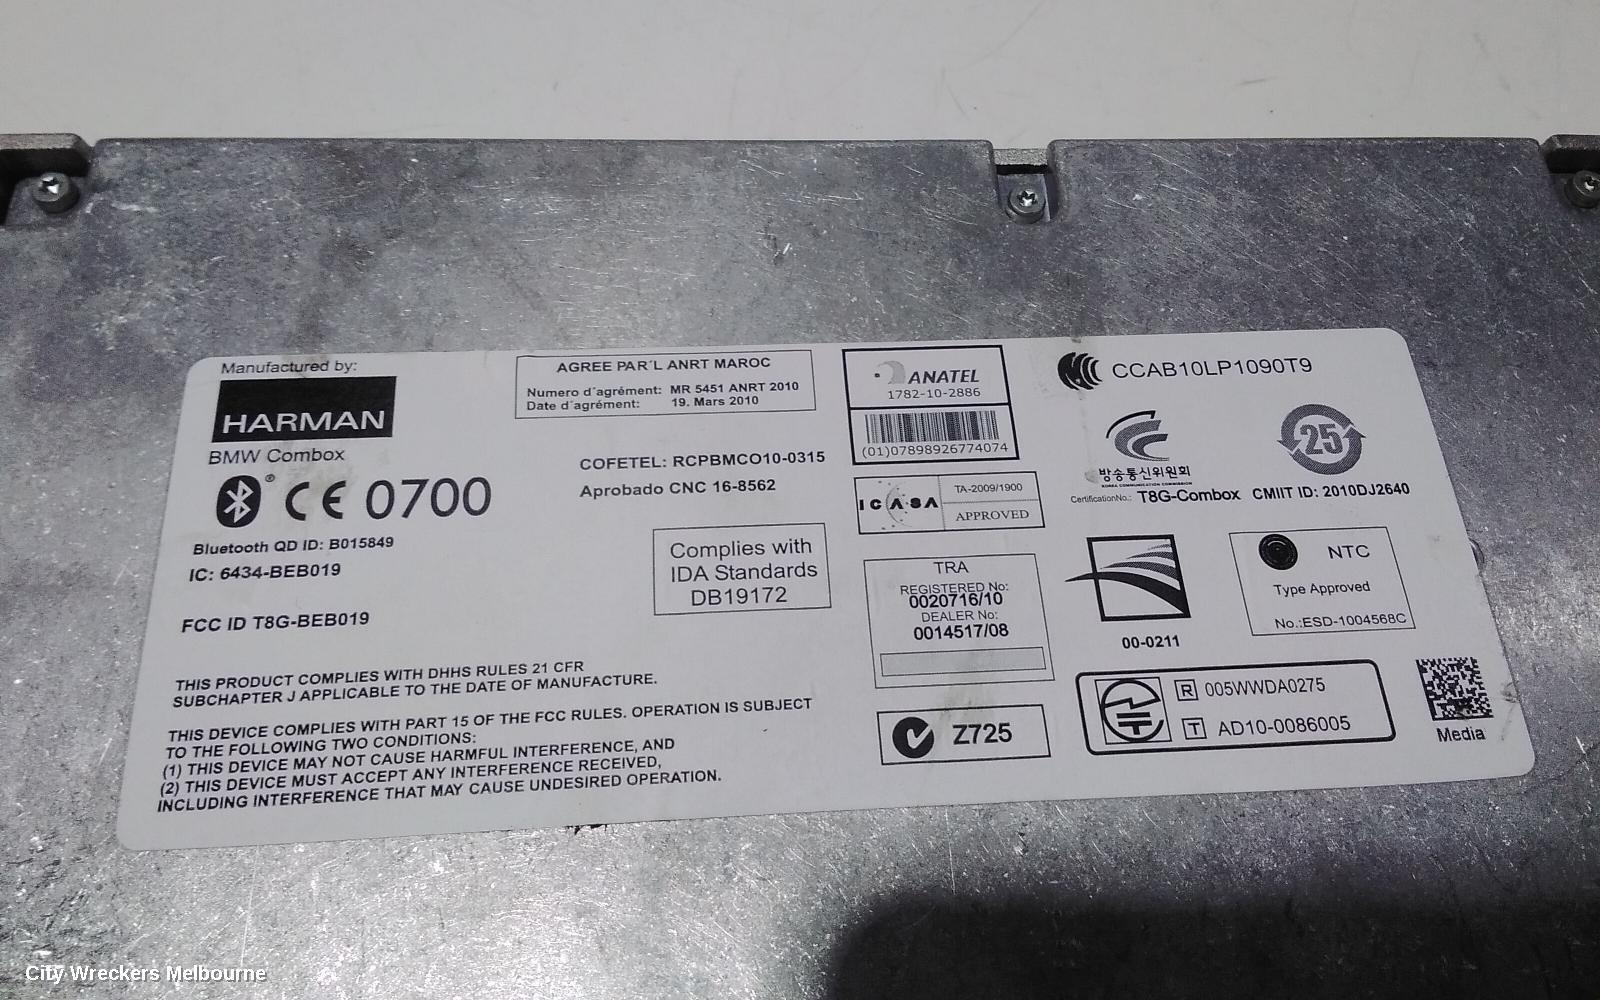 Manufactured by:
HARMAN
BMW Combox
CE 0700
Bluetooth QD ID: B015849
IC: 6434-BEB019
FCC ID T8G-BEB019
THIS PRODUCT COMPLIES WITH DHHS RULES 21 CFR
SUBCHAPTER J APPLICABLE TO THE DATE OF MANUFACTURE.
THIS DEVICE COMPLIES WITH PART 15 OF THE FCC RULES. OPERATION IS SUBJECT
TO THE FOLLOWING TWO CONDITIONS:
(1) THIS DEVICE MAY NOT CAUSE HARMFUL INTERFERENCE, AND
(2) THIS DEVICE MUST ACCEPT ANY INTERFERENCE RECEIVED,
INCLUDING INTERFERENCE THAT MAY CAUSE UNDESIRED OPERATION.
AGREE PAR´L ANRT MAROC
Numero d´agrément: MR 5451 ANRT 2010
Date d´agrément: 19. Mars 2010
COFETEL: RCPBMCO10-0315
Aprobado CNC 16-8562
Complies with
IDA Standards
DB19172
ANATEL
1782-10-2886
(01)07898926774074
ICASA
TA-2009/1900
APPROVED
TRA
REGISTERED No:
0020716/10
DEALER No:
0014517/08
Z725
CCAB10LP1090T9
방송통신위원회
KOREA COMMUNICATIONS COMMISSION
CertificationNo.: T8G-Combox
25
CMIIT ID: 2010DJ2640
00-0211
NTC
Type Approved
No.:ESD-1004568C
R 005WWDA0275
T AD10-0086005
Media
City Wreckers Melbourne